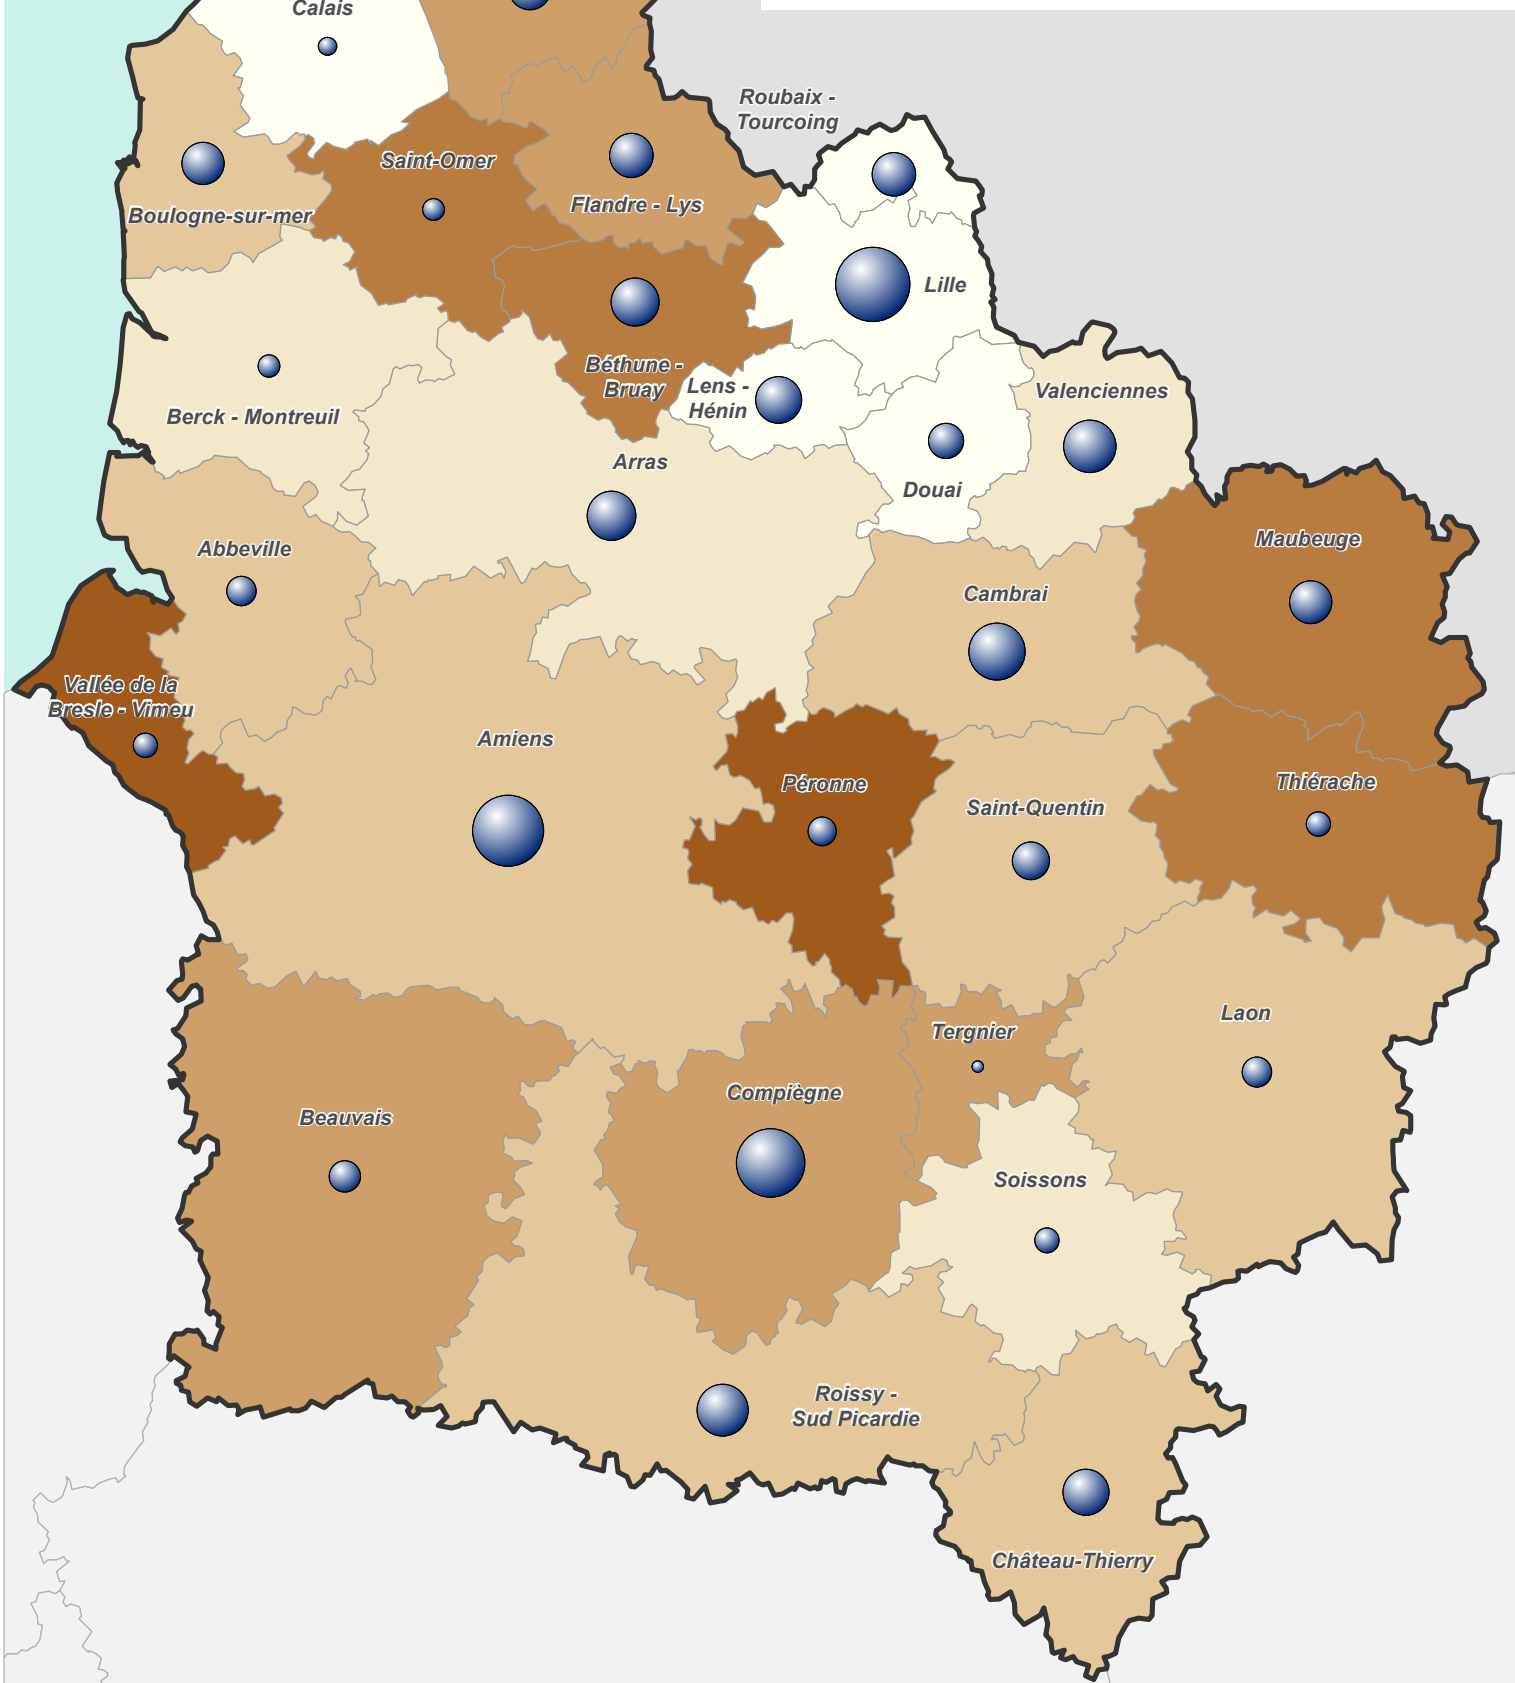 Calais
Roubaix -
Tourcoing
Saint-Omer
Flandre - Lys
Boulogne-sur-mer
Lille
Béthune -
Bruay
Lens -
Hénin
Valenciennes
Berck - Montreuil
Arras
Douai
Abbeville
Maubeuge
Cambrai
Vallée de la
Bresle - Vimeu
Amiens
Péronne
Thiérache
Saint-Quentin
Laon
Tergnier
Compiègne
Beauvais
Soissons
Roissy -
Sud Picardie
Château-Thierry